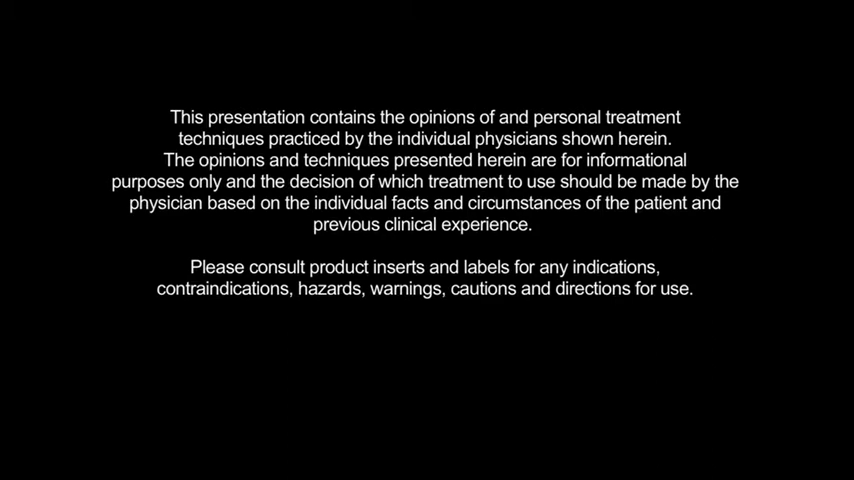 This presentation contains the opinions of and personal treatment
techniques practiced by the individual physicians shown herein.
The opinions and techniques presented herein are for informational
purposes only and the decision of which treatment to use should be made by the
physician based on the individual facts and circumstances of the patient and
previous clinical experience.
Please consult product inserts and labels for any indications,
contraindications, hazards, warnings, cautions and directions for use.